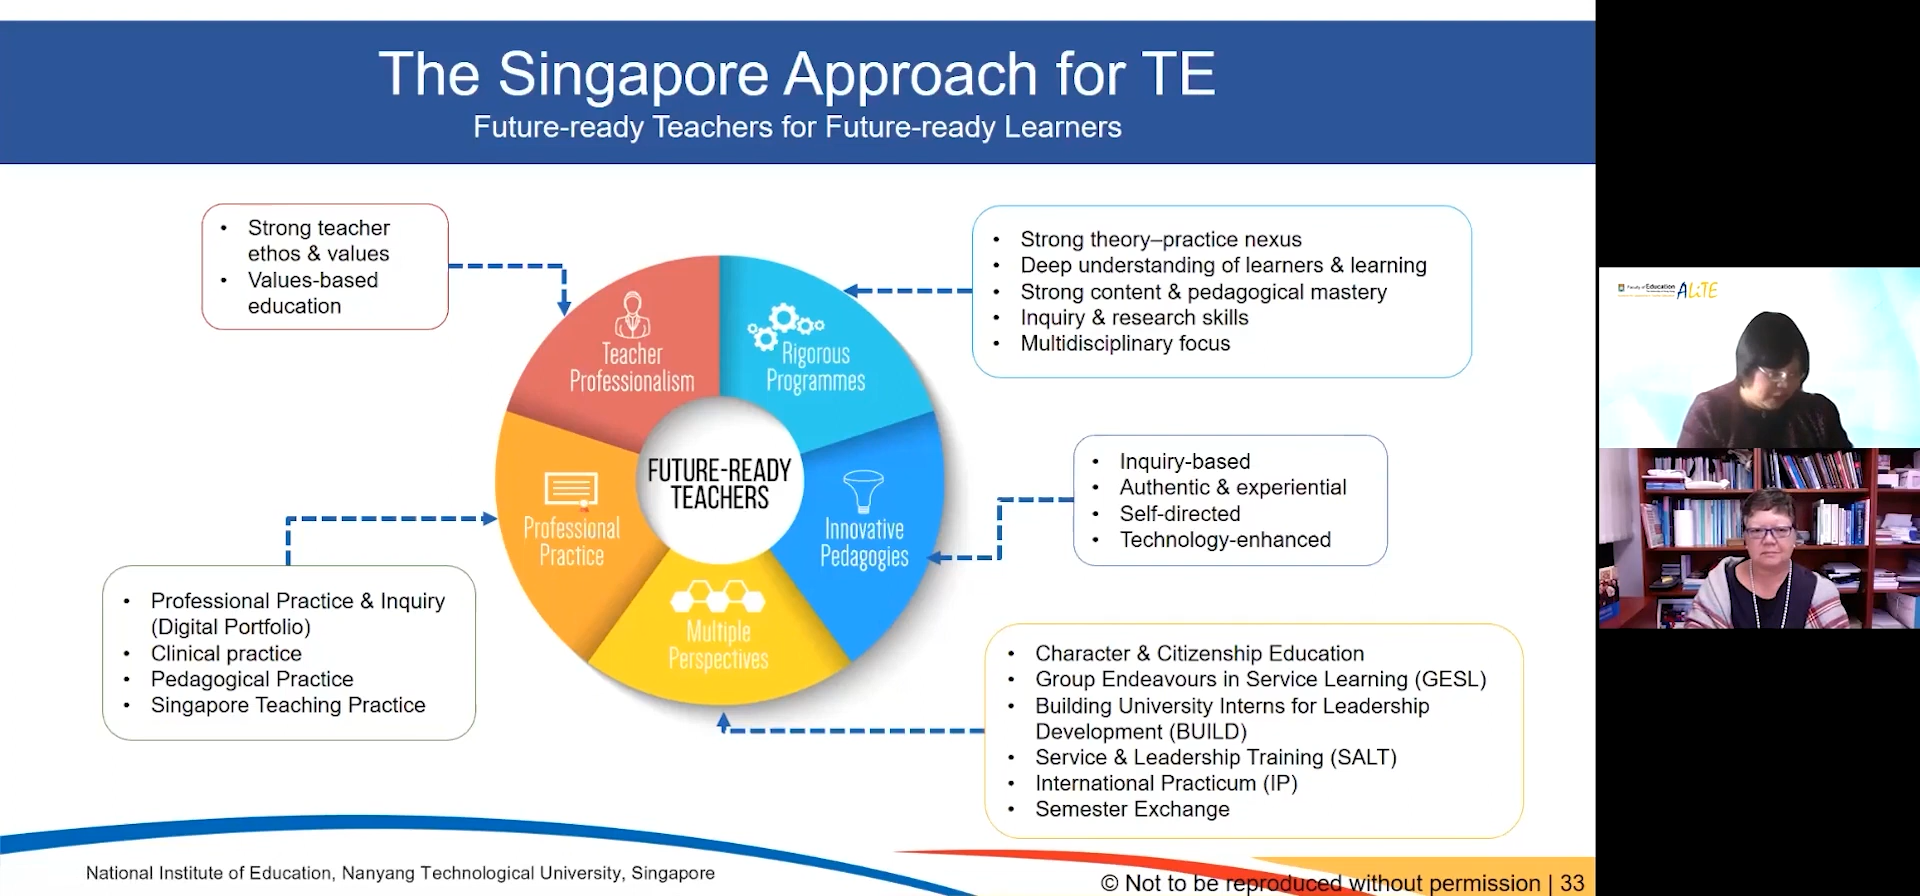 The Singapore Approach for TE
Future-ready Teachers for Future-ready Learners
• Strong teacher
ethos & values
• Values-based
education
• Strong theory–practice nexus
• Deep understanding of learners & learning
• Strong content & pedagogical mastery
• Inquiry & research skills
• Multidisciplinary focus
Teacher
Professionalism
Rigorous
Programmes
FUTURE-READY
TEACHERS
Professional
Practice
Innovative
Pedagogies
Multiple
Perspectives
• Inquiry-based
• Authentic & experiential
• Self-directed
• Technology-enhanced
• Professional Practice & Inquiry
(Digital Portfolio)
• Clinical practice
• Pedagogical Practice
• Singapore Teaching Practice
• Character & Citizenship Education
• Group Endeavours in Service Learning (GESL)
• Building University Interns for Leadership
Development (BUILD)
• Service & Leadership Training (SALT)
• International Practicum (IP)
• Semester Exchange
National Institute of Education, Nanyang Technological University, Singapore
© Not to be reproduced without permission | 33
Faculty of Education
ALiTE